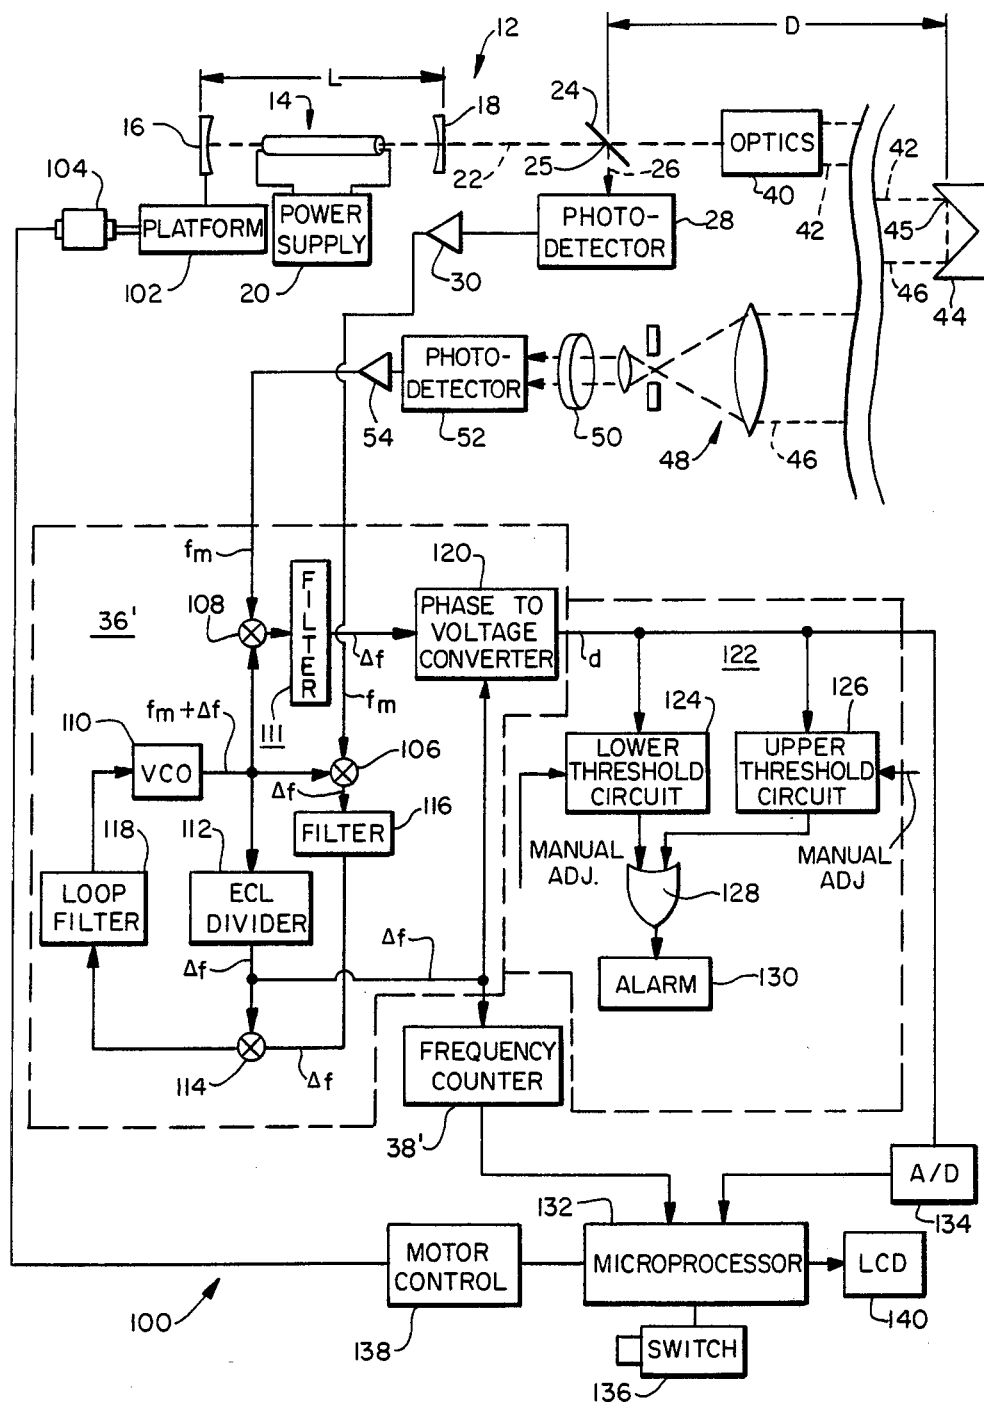 12
D
L
14
24
16
18
25
22
26
OPTICS
40
42
42
104
PLATFORM
102
POWER
SUPPLY
20
30
PHOTO-
DETECTOR
28
45
46
44
PHOTO-
DETECTOR
54
52
50
48
46
fm
36'
108
FILTER
111
Δf
120
PHASE TO
VOLTAGE
CONVERTER
d
122
fm
fm + Δf
110
VCO
106
Δf
124
LOWER
THRESHOLD
CIRCUIT
126
UPPER
THRESHOLD
CIRCUIT
116
FILTER
118
LOOP
FILTER
112
ECL
DIVIDER
MANUAL
ADJ.
MANUAL
ADJ
128
Δf
Δf
ALARM
130
114
Δf
FREQUENCY
COUNTER
38'
A/D
134
132
MICROPROCESSOR
MOTOR
CONTROL
138
LCD
140
100
SWITCH
136